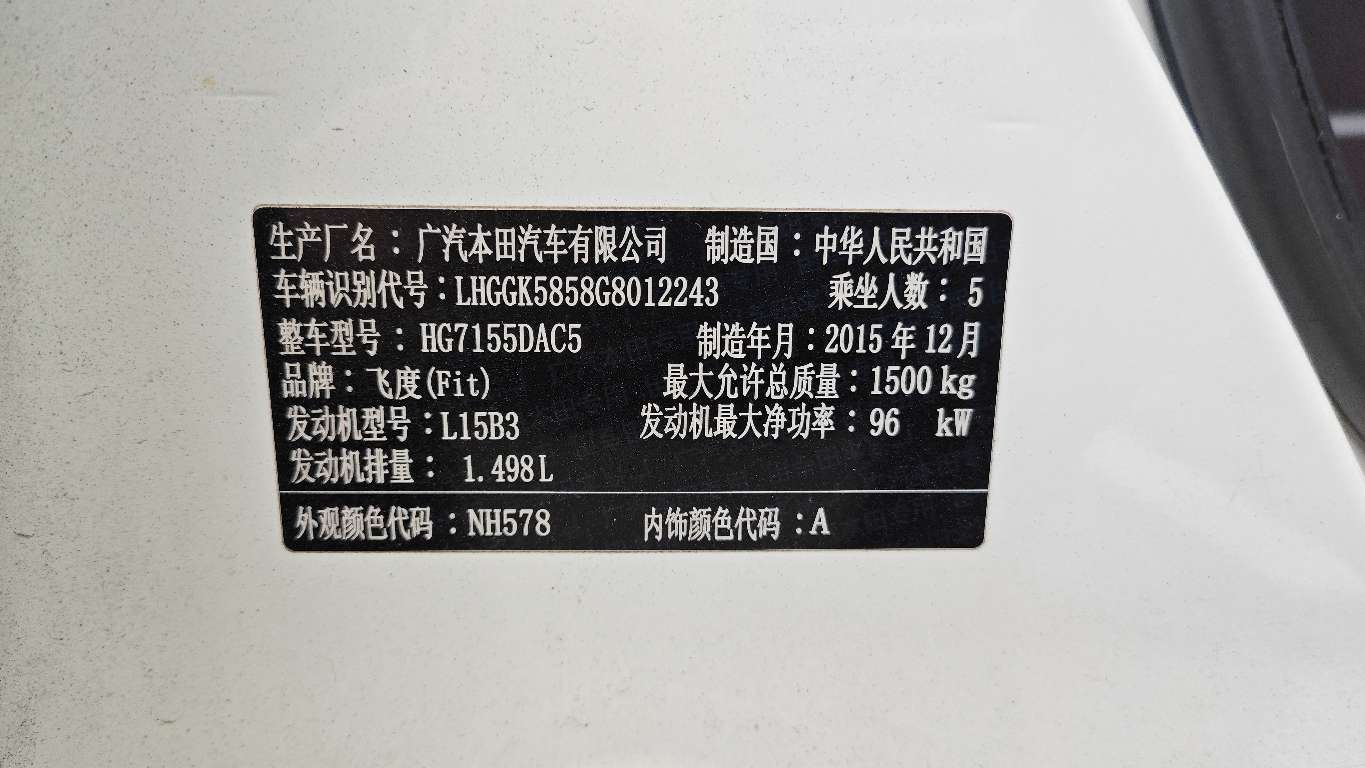 生产厂名：广汽本田汽车有限公司 制造国：中华人民共和国
车辆识别代号：LHGGK5858G8012243 乘坐人数：5
整车型号：HG7155DAC5 制造年月：2015年12月
品牌：飞度(Fit) 最大允许总质量：1500 kg
发动机型号：L15B3 发动机最大净功率：96 kW
发动机排量：1.498L
外观颜色代码：NH578 内饰颜色代码：A